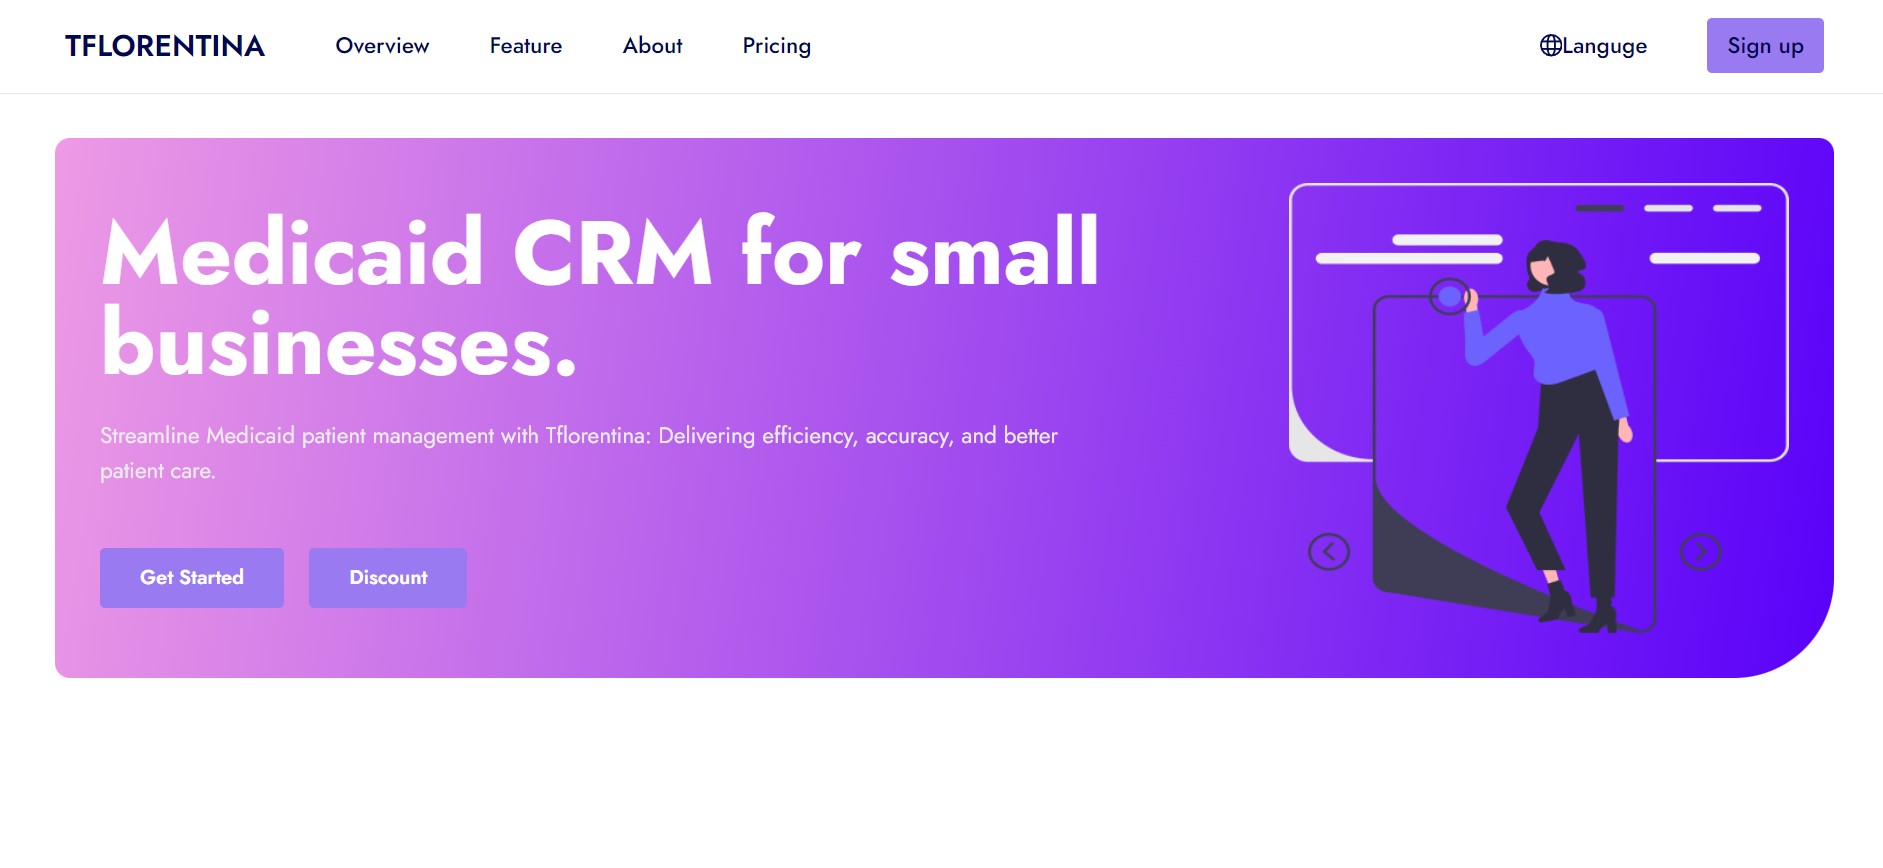 TFLORENTINA
Overview
Feature
About
Pricing
Languge
Sign up
Medicaid CRM for small
businesses.
Streamline Medicaid patient management with Tflorentina: Delivering efficiency, accuracy, and better
patient care.
Get Started
Discount